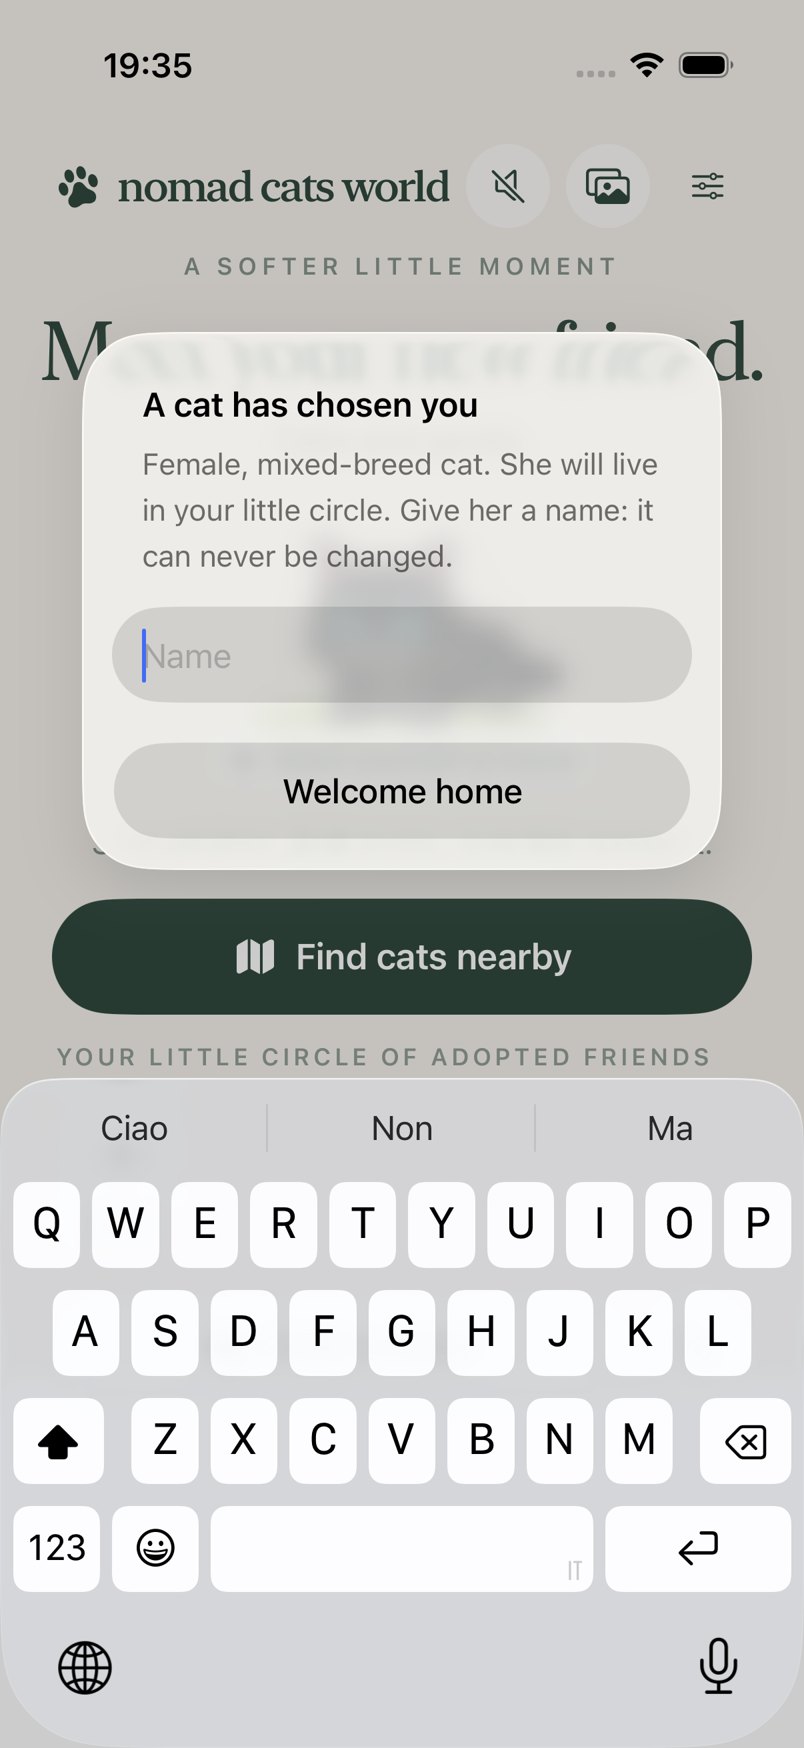 19:35
nomad cats world
A SOFTER LITTLE MOMENT
A cat has chosen you
Female, mixed-breed cat. She will live
in your little circle. Give her a name: it
can never be changed.
Name
Welcome home
Find cats nearby
YOUR LITTLE CIRCLE OF ADOPTED FRIENDS
Ciao Non Ma
Q W E R T Y U I O P
A S D F G H J K L
Z X C V B N M
123
IT